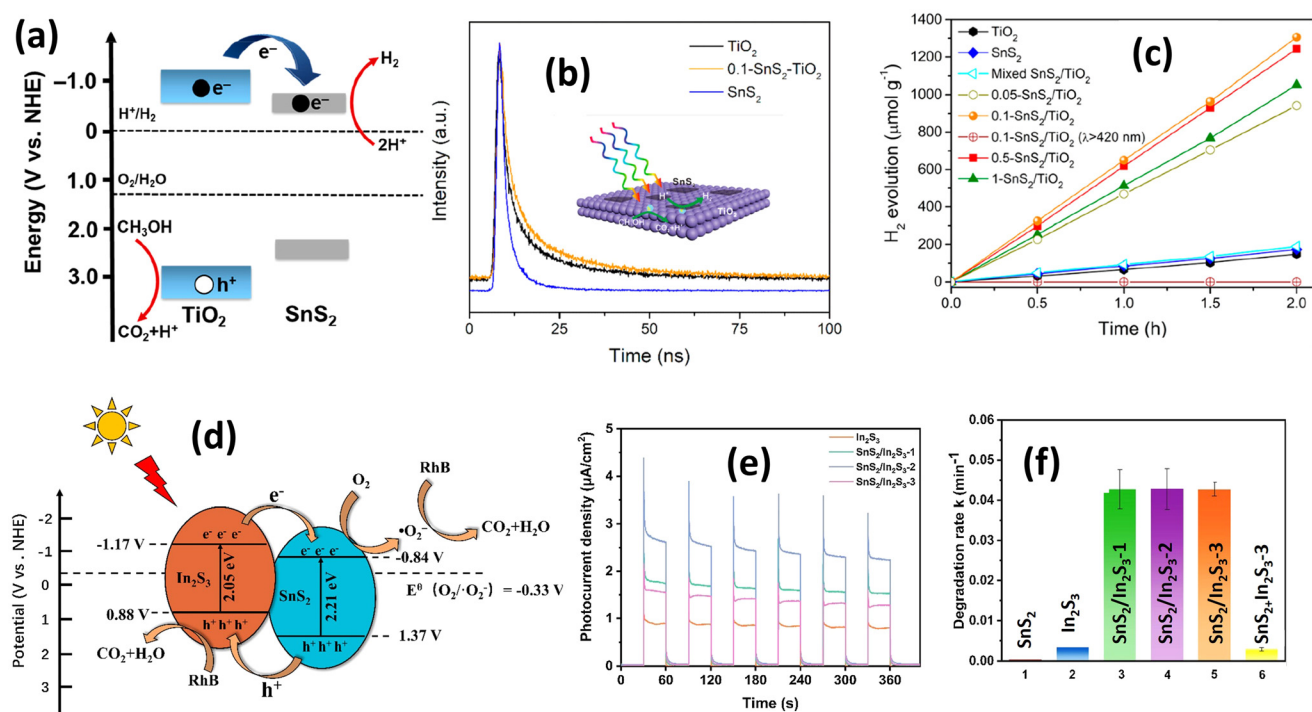 (a)
Energy (V vs. NHE)
−1.0
0
1.0
2.0
3.0
H⁺/H₂
O₂/H₂O
CH₃OH
CO₂+H⁺
e⁻
e⁻
e⁻
h⁺
H₂
2H⁺
TiO₂
SnS₂
(b)
Intensity (a.u.)
TiO₂
0.1-SnS₂-TiO₂
SnS₂
TiO₂
0
25
50
75
100
Time (ns)
(c)
H₂ evolution (μmol g⁻¹)
1400
1300
1200
1100
1000
900
800
700
600
500
400
300
200
100
0
TiO₂
SnS₂
Mixed SnS₂/TiO₂
0.05-SnS₂/TiO₂
0.1-SnS₂/TiO₂
0.1-SnS₂/TiO₂ (λ>420 nm)
0.5-SnS₂/TiO₂
1-SnS₂/TiO₂
0.0
0.5
1.0
1.5
2.0
Time (h)
(d)
Potential (V vs. NHE)
-2
-1
0
1
2
3
-1.17 V
0.88 V
e⁻ e⁻ e⁻
In₂S₃
2.05 eV
h⁺ h⁺ h⁺
e⁻
e⁻ e⁻ e⁻
SnS₂
2.21 eV
h⁺ h⁺ h⁺
h⁺
O₂
•O₂⁻
RhB
CO₂+H₂O
-0.84 V
E⁰ (O₂/·O₂⁻) = -0.33 V
1.37 V
CO₂+H₂O
RhB
(e)
Photocurrent density (μA/cm²)
5
4
3
2
1
0
In₂S₃
SnS₂/In₂S₃-1
SnS₂/In₂S₃-2
SnS₂/In₂S₃-3
0
60
120
180
240
300
360
Time (s)
(f)
Degradation rate k (min⁻¹)
0.06
0.05
0.04
0.03
0.02
0.01
0.00
SnS₂
In₂S₃
SnS₂/In₂S₃-1
SnS₂/In₂S₃-2
SnS₂/In₂S₃-3
SnS₂₊In₂S₃-3
1
2
3
4
5
6